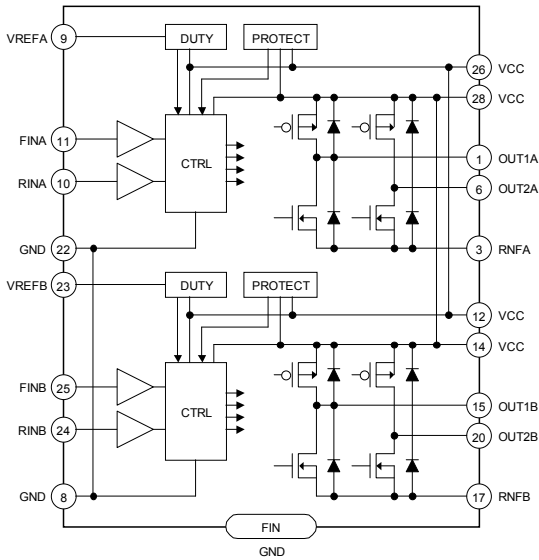 VREFA 9 DUTY PROTECT
26 VCC
28 VCC
FINA 11
CTRL
1 OUT1A
RINA 10
6 OUT2A
GND 22
3 RNFA
VREFB 23 DUTY PROTECT
12 VCC
14 VCC
FINB 25
CTRL
15 OUT1B
RINB 24
20 OUT2B
GND 8
17 RNFB
FIN
GND